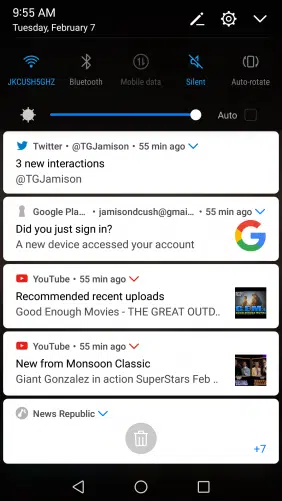 9:55 AM
Tuesday, February 7
JKCUSH5GHZ Bluetooth Mobile data Silent Auto-rotate
Auto
Twitter • @TGJamison • 55 min ago
3 new interactions
@TGJamison
Google Pla... • jamisondcush@gmai... • 55 min ago
Did you just sign in?
A new device accessed your account
YouTube • 55 min ago
Recommended recent uploads
Good Enough Movies - THE GREAT OUTD..
YouTube • 55 min ago
New from Monsoon Classic
Giant Gonzalez in action SuperStars Feb ..
News Republic •
+7